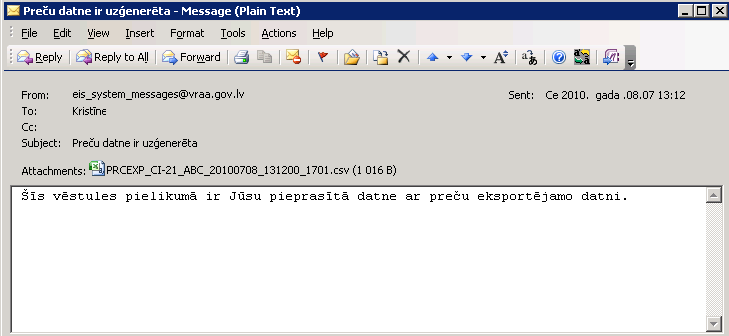 Preču datne ir uzģenerēta - Message (Plain Text)
File Edit View Insert Format Tools Actions Help
Reply Reply to All Forward
From: eis_system_messages@vraa.gov.lv Sent: Ce 2010. gada .08.07 13:12
To: Kristīne
Cc:
Subject: Preču datne ir uzģenerēta
Attachments: PRCEXP_CI-21_ABC_20100708_131200_1701.csv (1 016 B)
Šīs vēstules pielikumā ir Jūsu pieprasītā datne ar preču eksportējamo datni.